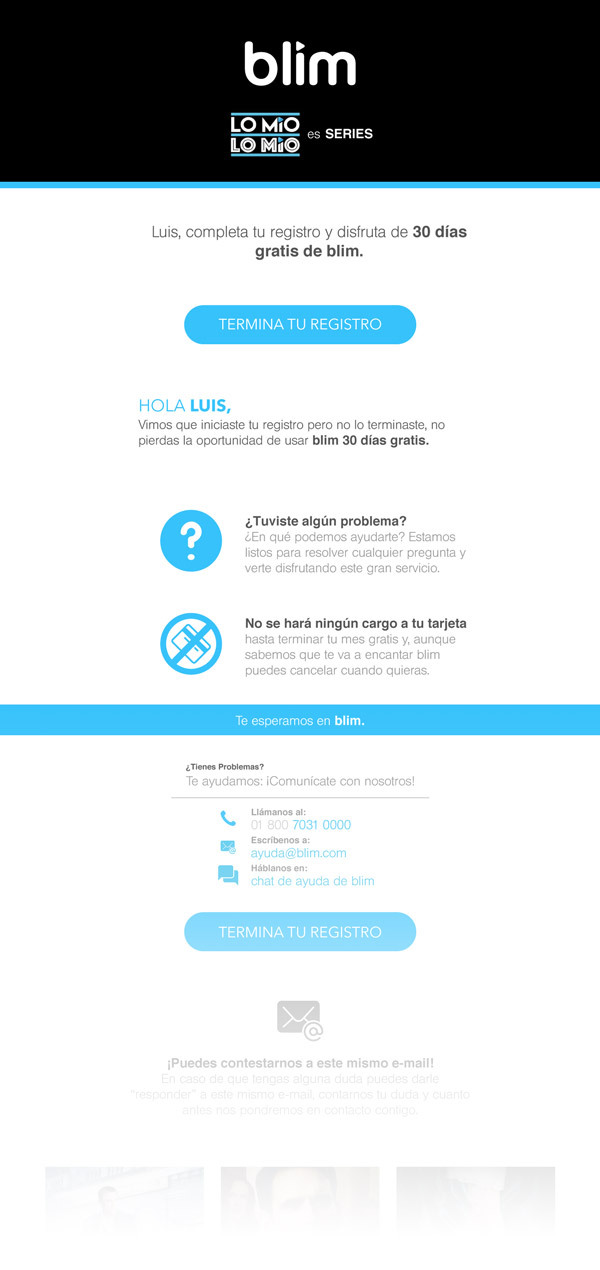 blim
LO MiO
LO MiO
es SERIES
Luis, completa tu registro y disfruta de 30 días
gratis de blim.
TERMINA TU REGISTRO
HOLA LUIS,
Vimos que iniciaste tu registro pero no lo terminaste, no
pierdas la oportunidad de usar blim 30 días gratis.
¿Tuviste algún problema?
¿En qué podemos ayudarte? Estamos
listos para resolver cualquier pregunta y
verte disfrutando este gran servicio.
No se hará ningún cargo a tu tarjeta
hasta terminar tu mes gratis y, aunque
sabemos que te va a encantar blim
puedes cancelar cuando quieras.
Te esperamos en blim.
¿Tienes Problemas?
Te ayudamos: ¡Comunícate con nosotros!
Llámanos al:
01 800 7031 0000
Escríbenos a:
ayuda@blim.com
Háblanos en:
chat de ayuda de blim
TERMINA TU REGISTRO
¡Puedes contestarnos a este mismo e-mail!
En caso de que tengas alguna duda puedes darle
“responder” a este mismo e-mail, contarnos tu duda y cuanto
antes nos pondremos en contacto contigo.